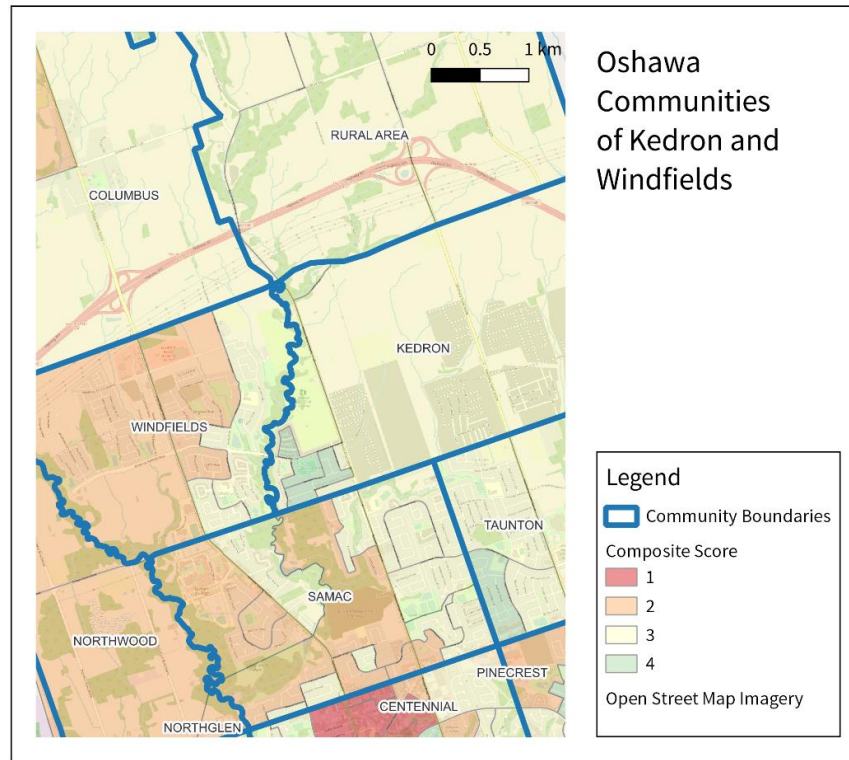 0 0.5 1 km
Oshawa
Communities
of Kedron and
Windfields
RURAL AREA
COLUMBUS
KEDRON
WINDFIELDS
TAUNTON
SAMAC
NORTHWOOD
PINECREST
CENTENNIAL
NORTHGLEN
Legend
Community Boundaries
Composite Score
1
2
3
4
Open Street Map Imagery